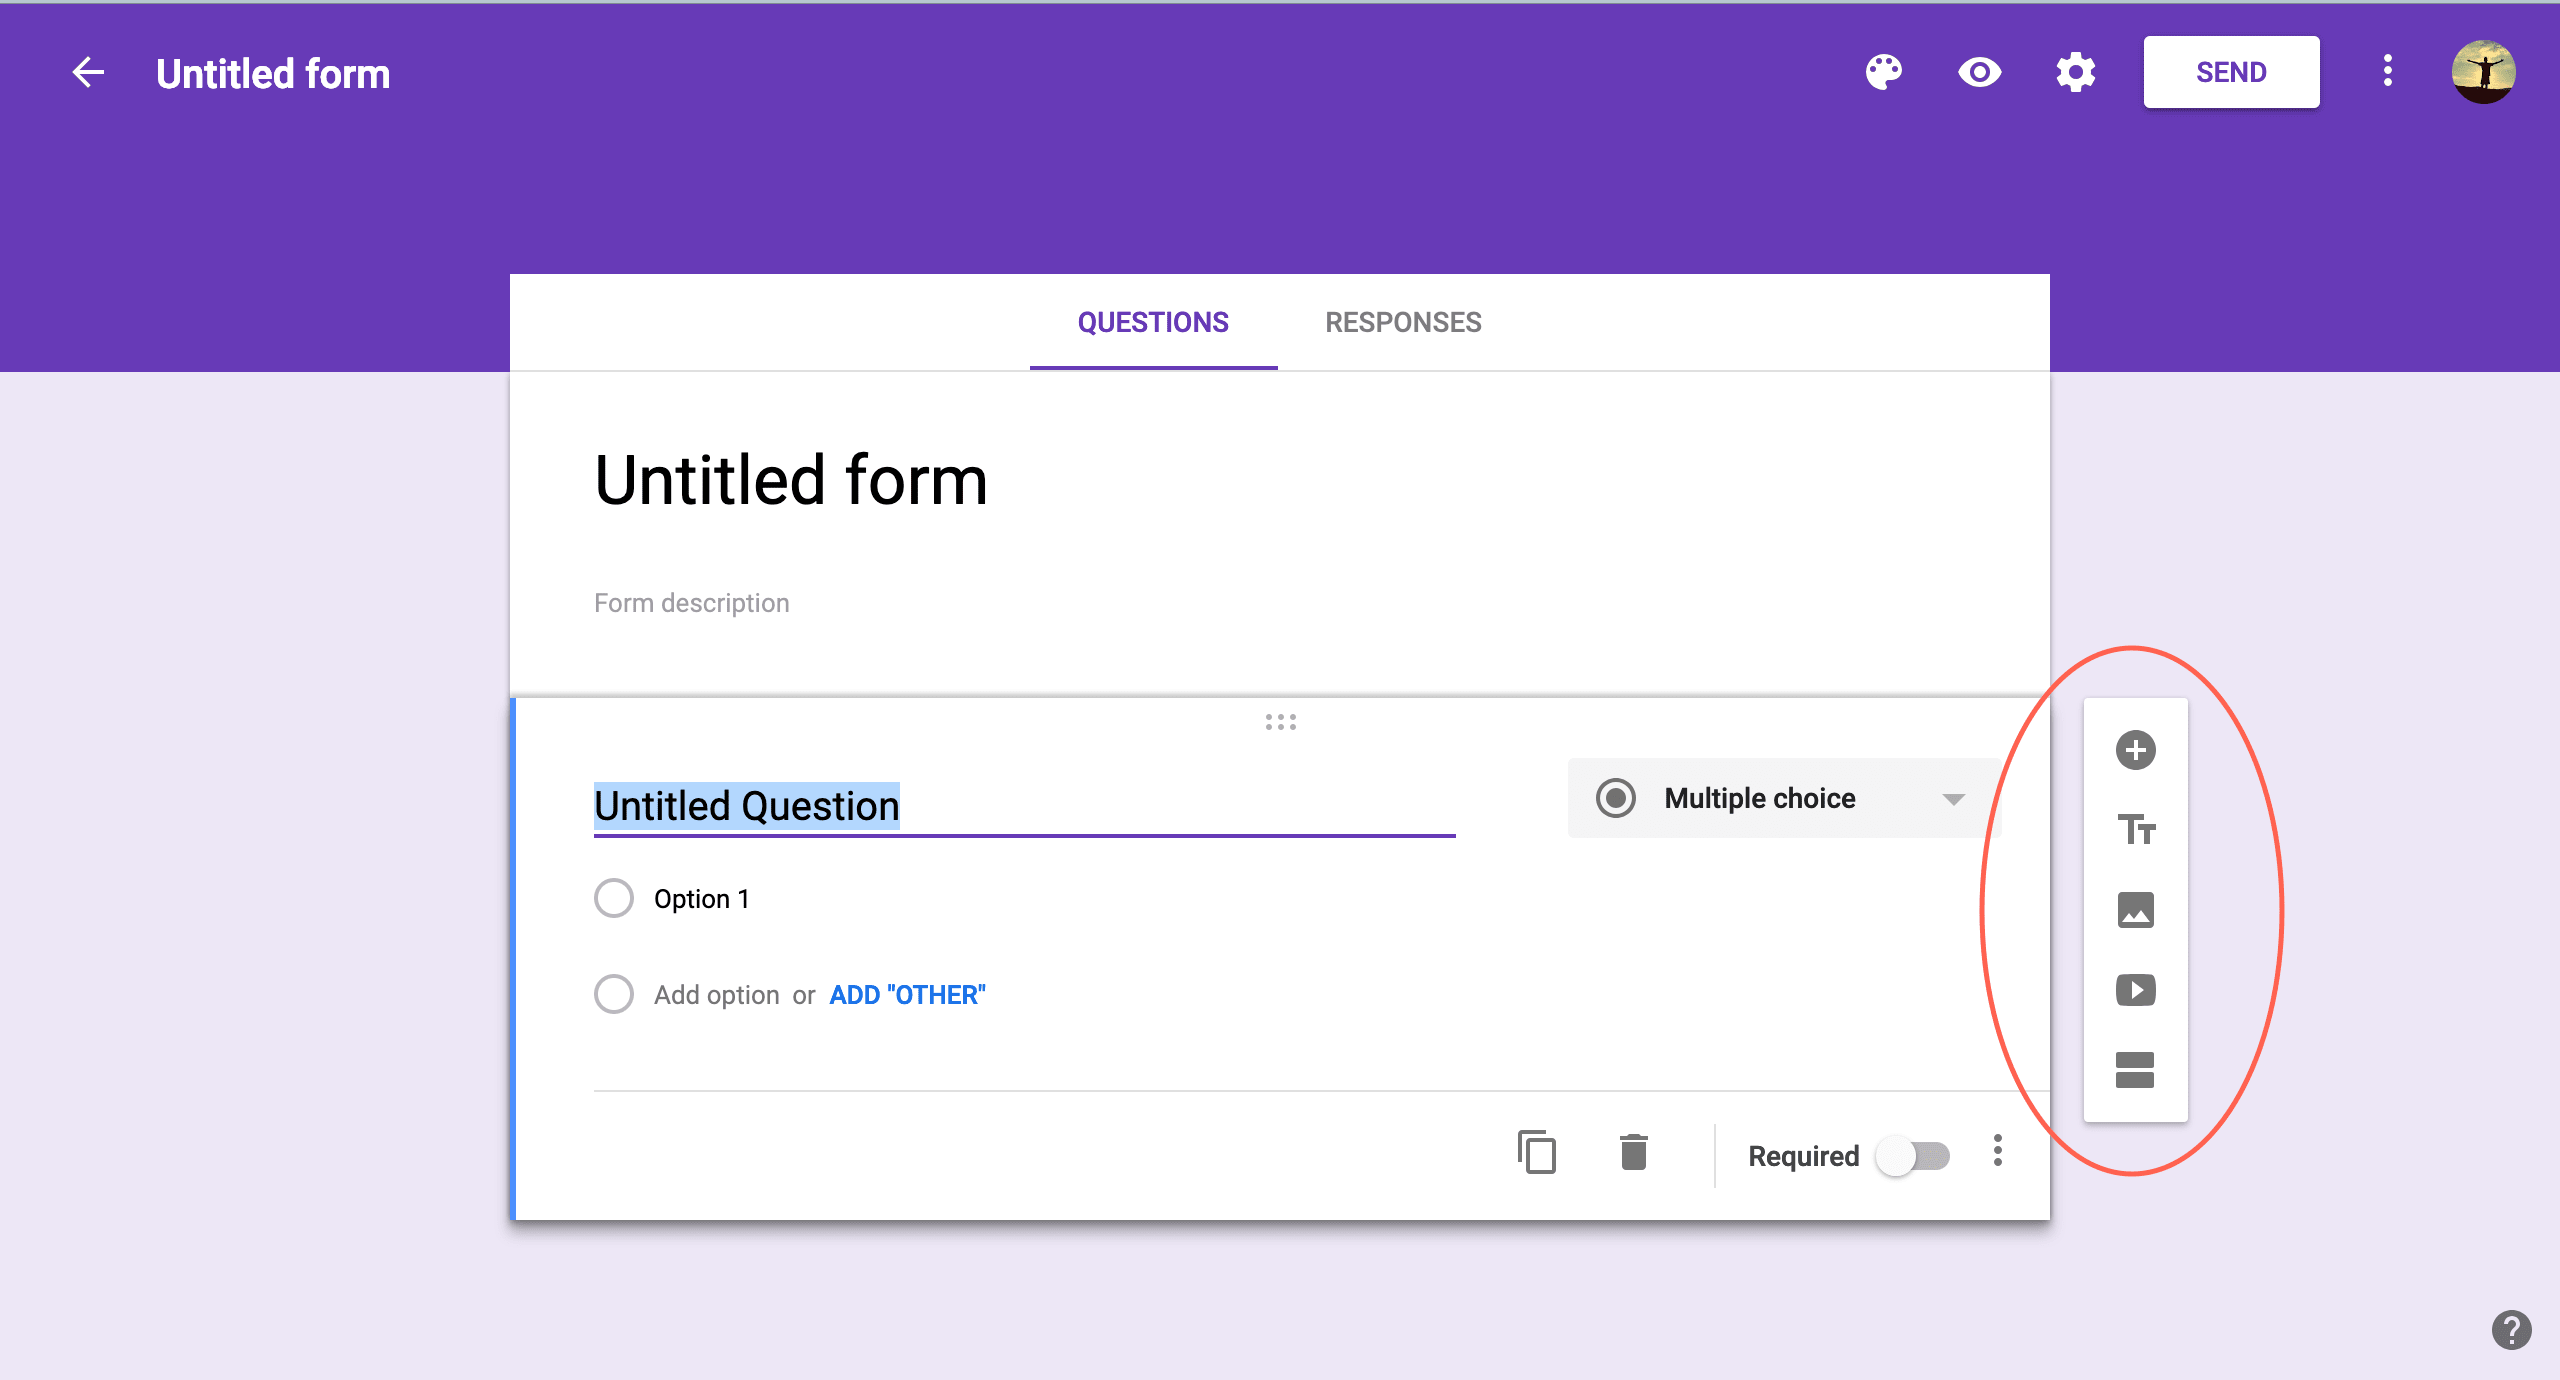 Untitled form
SEND
QUESTIONS RESPONSES
Untitled form
Form description
Untitled Question
Multiple choice
Option 1
Add option or ADD "OTHER"
Required